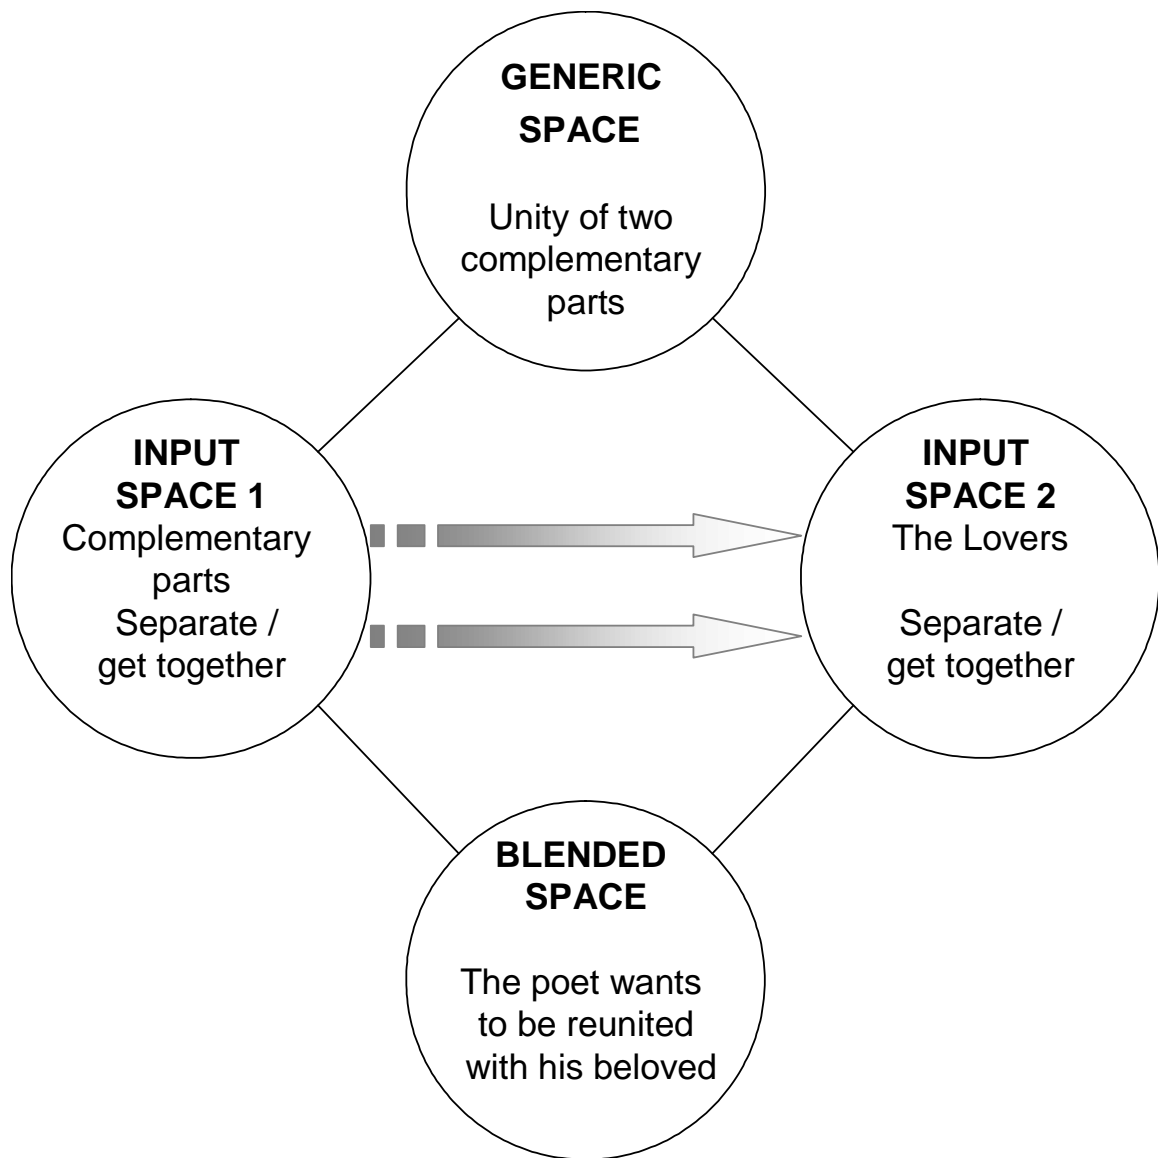 GENERIC
SPACE
Unity of two
complementary
parts
INPUT
SPACE 1
Complementary
parts
Separate /
get together
INPUT
SPACE 2
The Lovers
Separate /
get together
BLENDED
SPACE
The poet wants
to be reunited
with his beloved